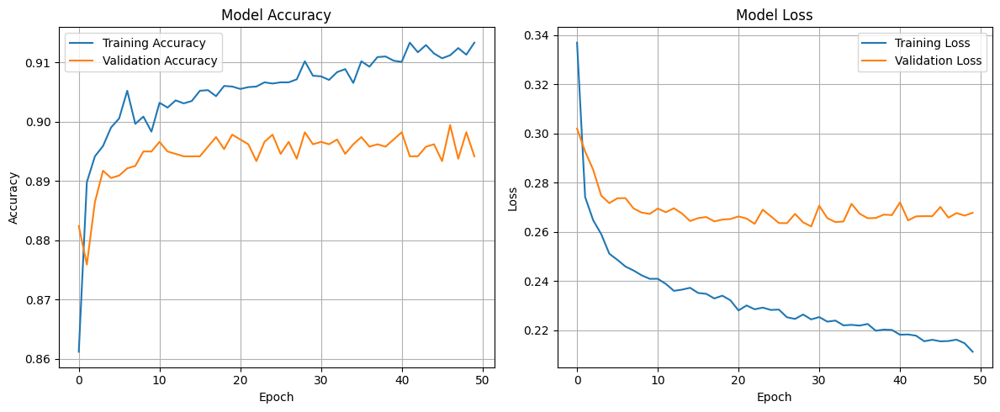 Model Accuracy
Training Accuracy
Validation Accuracy
Accuracy
0.91
0.90
0.89
0.88
0.87
0.86
0 10 20 30 40 50
Epoch
Model Loss
Training Loss
Validation Loss
Loss
0.34
0.32
0.30
0.28
0.26
0.24
0.22
0 10 20 30 40 50
Epoch